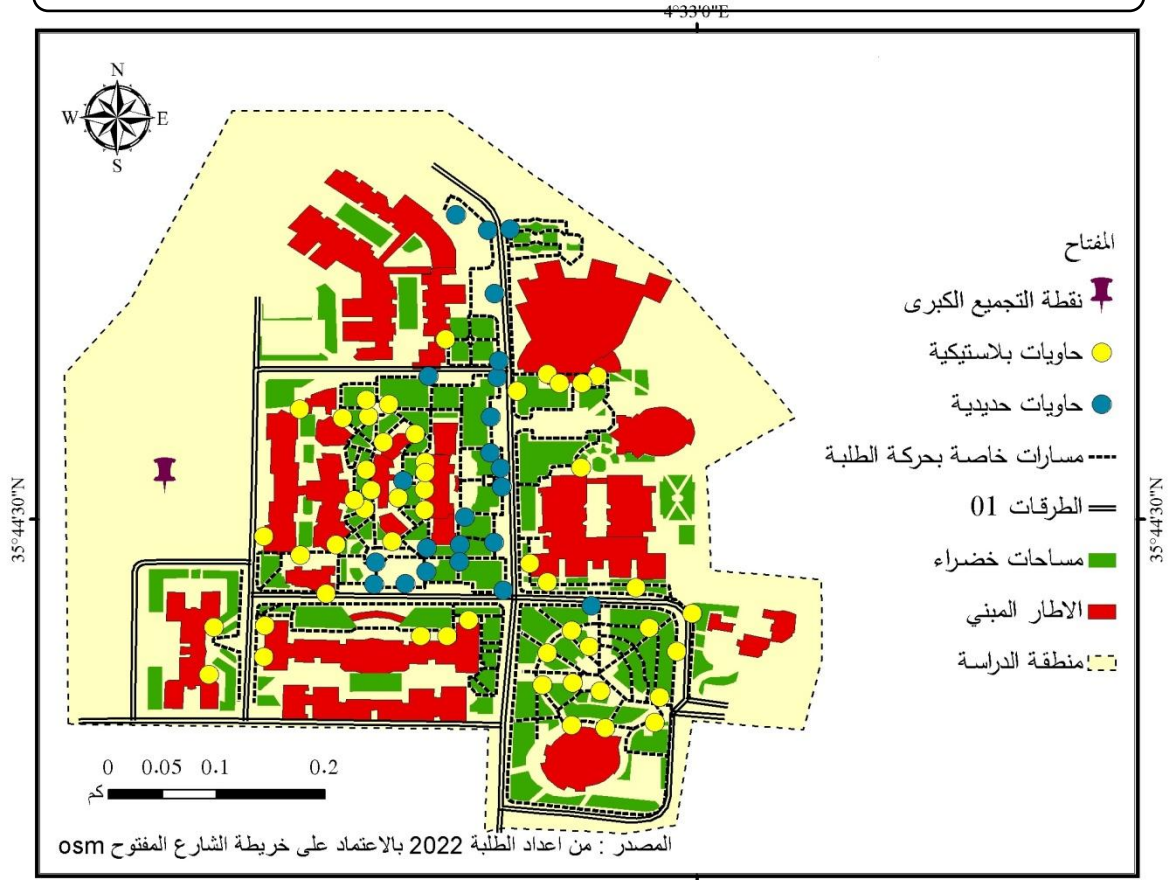 4°33'0"E
N
W
E
S
المفتاح
نقطة التجميع الكبرى
حاويات بلاستيكية
حاويات حديدية
مسارات خاصة بحركة الطلبة
الطرقات 01
مساحات خضراء
الاطار المبني
منطقة الدراسة
35°44'30"N
35°44'30"N
0 0.05 0.1 0.2
كم
المصدر : من اعداد الطلبة 2022 بالاعتماد على خريطة الشارع المفتوح osm